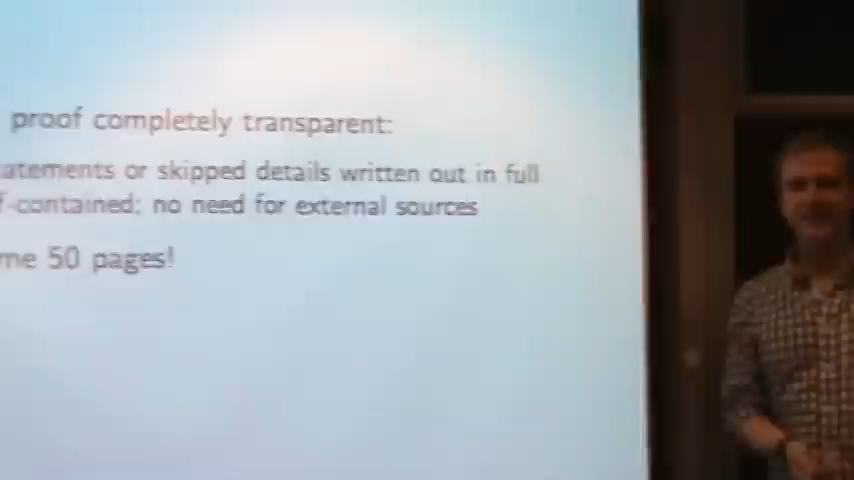 proof completely transparent:
atements or skipped details written out in full
f-contained; no need for external sources
me 50 pages!